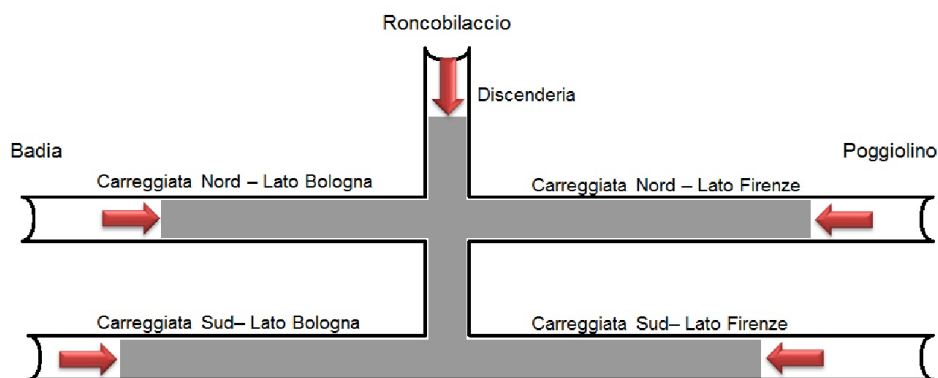 Roncobilaccio
Discenderia
Badia
Poggiolino
Carreggiata Nord – Lato Bologna
Carreggiata Nord – Lato Firenze
Carreggiata Sud– Lato Bologna
Carreggiata Sud– Lato Firenze